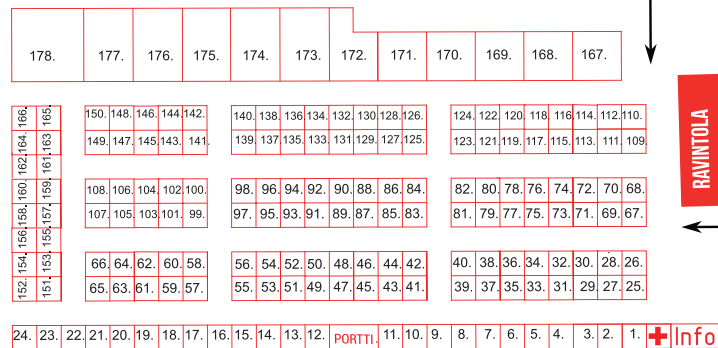 178. 177. 176. 175. 174. 173. 172. 171. 170. 169. 168. 167.
166. 165.
164. 163
162. 161.
160. 159.
158. 157.
156. 155.
154. 153.
152. 151.
150. 148. 146. 144. 142. 140. 138. 136. 134. 132. 130. 128. 126. 124. 122. 120. 118. 116. 114. 112. 110.
149. 147. 145. 143. 141. 139. 137. 135. 133. 131. 129. 127. 125. 123. 121. 119. 117. 115. 113. 111. 109.
108. 106. 104. 102. 100. 98. 96. 94. 92. 90. 88. 86. 84. 82. 80. 78. 76. 74. 72. 70. 68.
107. 105. 103. 101. 99. 97. 95. 93. 91. 89. 87. 85. 83. 81. 79. 77. 75. 73. 71. 69. 67.
66. 64. 62. 60. 58. 56. 54. 52. 50. 48. 46. 44. 42. 40. 38. 36. 34. 32. 30. 28. 26.
65. 63. 61. 59. 57. 55. 53. 51. 49. 47. 45. 43. 41. 39. 37. 35. 33. 31. 29. 27. 25.
24. 23. 22. 21. 20. 19. 18. 17. 16. 15. 14. 13. 12. PORTTI. 11. 10. 9. 8. 7. 6. 5. 4. 3. 2. 1. Info
RAVINTOLA